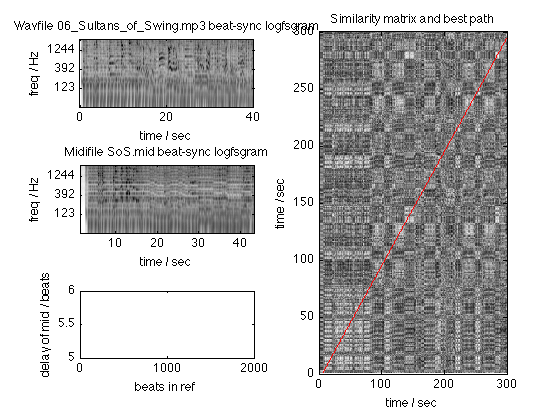 Wavfile 06_Sultans_of_Swing.mp3 beat-sync logfsgram
freq / Hz
1244
392
123
0 20 40
time / sec
Midifile SoS.mid beat-sync logfsgram
freq / Hz
1244
392
123
10 20 30 40
time / sec
delay of mid / beats
6
5.5
5
0 1000 2000
beats in ref
Similarity matrix and best path
time / sec
300
250
200
150
100
50
0
0 100 200 300
time / sec